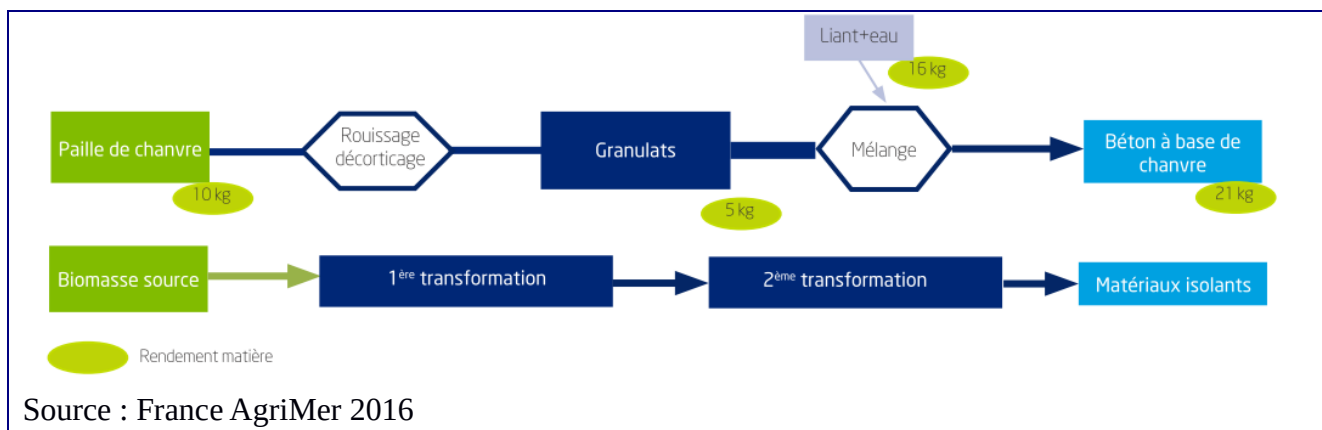 Liant+eau
16 kg
Paille de chanvre
10 kg
Rouissage
décorticage
Granulats
5 kg
Mélange
Béton à base de
chanvre
21 kg
Biomasse source
1ère transformation
2ème transformation
Matériaux isolants
Rendement matière
Source : France AgriMer 2016